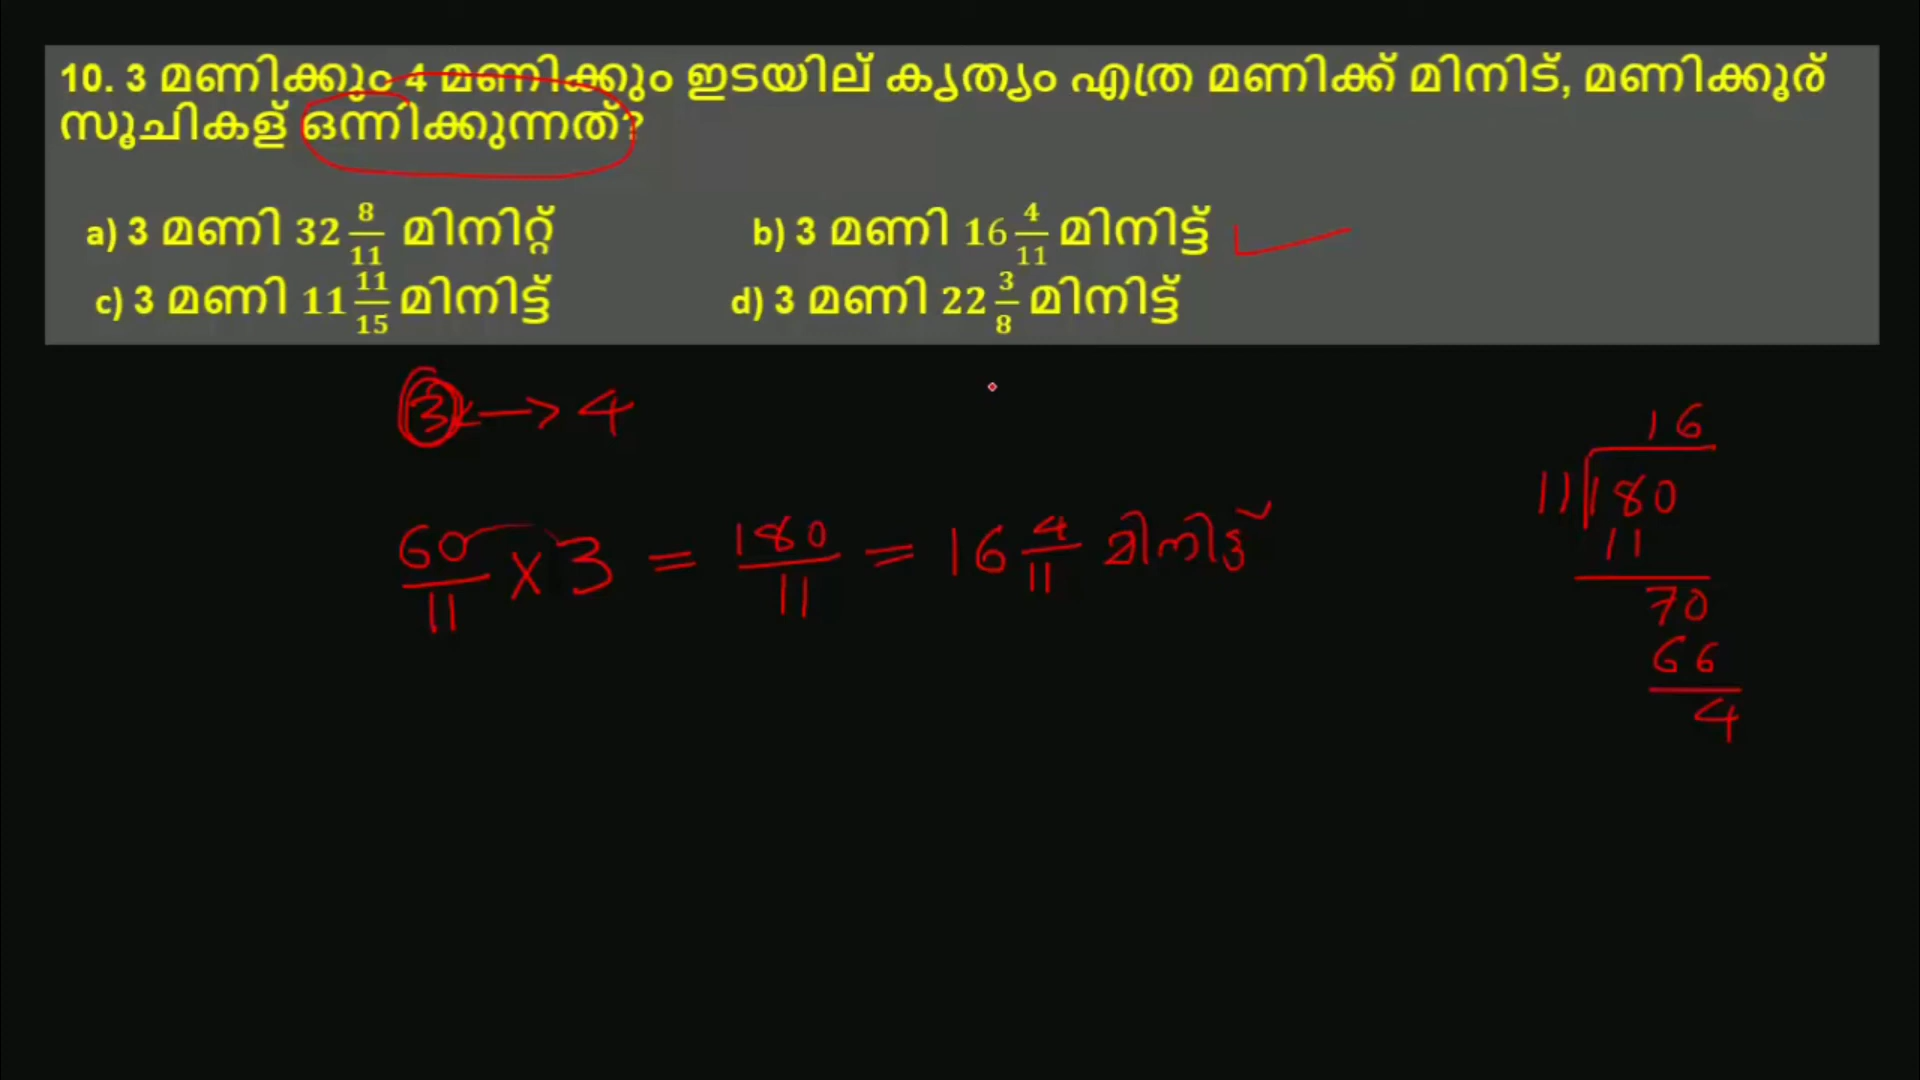 10. 3 മണിക്കും 4 മണിക്കും ഇടയില് കൃത്യം എത്ര മണിക്ക് മിനിട്, മണിക്കൂര്
സൂചികള് ഒന്നിക്കുന്നത്?
a) 3 മണി 32 8/11 മിനിറ്റ് b) 3 മണി 16 4/11 മിനിട്ട്
c) 3 മണി 11 11/15 മിനിട്ട് d) 3 മണി 22 3/8 മിനിട്ട്
3 ←→ 4
60/11 × 3 = 180/11 = 16 4/11 മിനിട്ട്
16
11 180
11
70
66
4